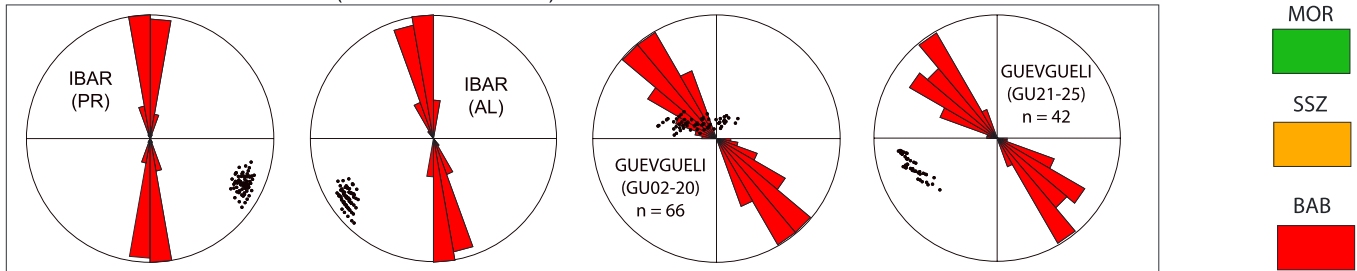 IBAR
(PR)
IBAR
(AL)
GUEVGUELI
(GU02-20)
n = 66
GUEVGUELI
(GU21-25)
n = 42
MOR
SSZ
BAB